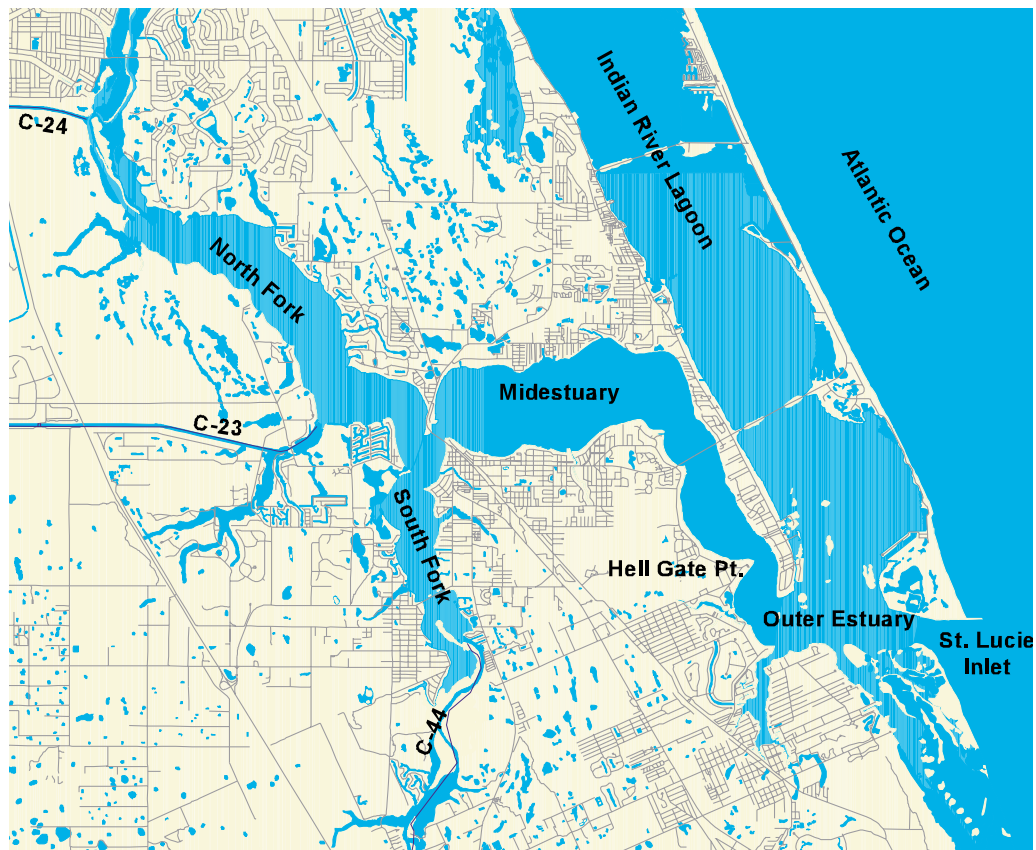 C-24
Indian River Lagoon
Atlantic Ocean
North Fork
Midestuary
C-23
South Fork
Hell Gate Pt.
Outer Estuary
St. Lucie
Inlet
C-44